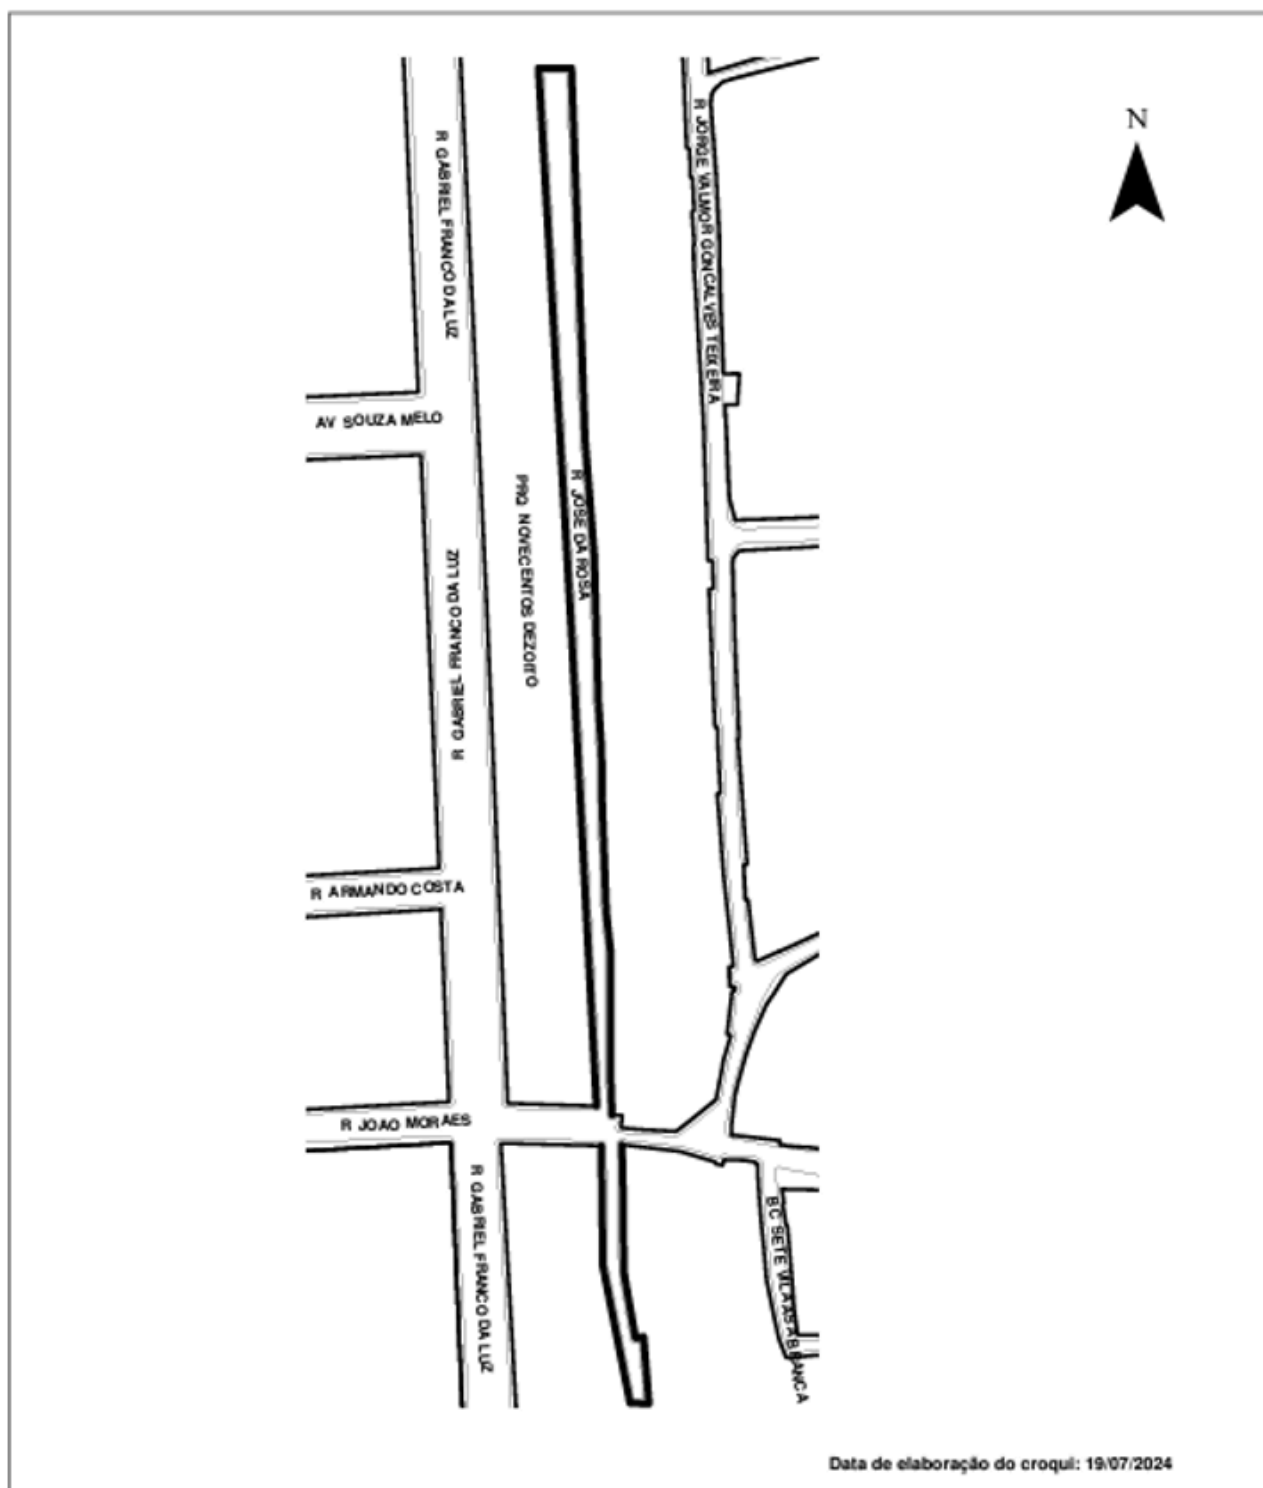 N
R JORGE VALMOR GONCALVES TEIXEIRA
R GABRIEL FRANCO DA LUZ
AV SOUZA MELO
R JOSE DA ROSA
PRQ NOVECENTOS DEZOITO
R GABRIEL FRANCO DA LUZ
R ARMANDO COSTA
R JOAO MORAES
R GABRIEL FRANCO DA LUZ
BC SETE VILA ASA BRANCA
Data de elaboração do croqui: 19/07/2024